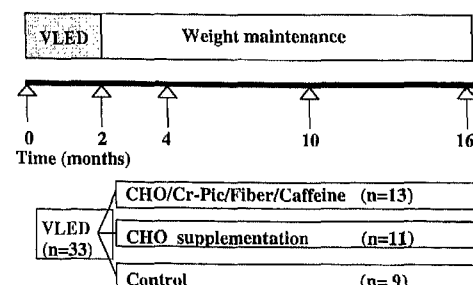 VLED Weight maintenance
0 2 4 10 16
Time (months)
CHO/Cr-Pic/Fiber/Caffeine (n=13)
VLED
(n=33)
CHO supplementation (n=11)
Control (n= 9)